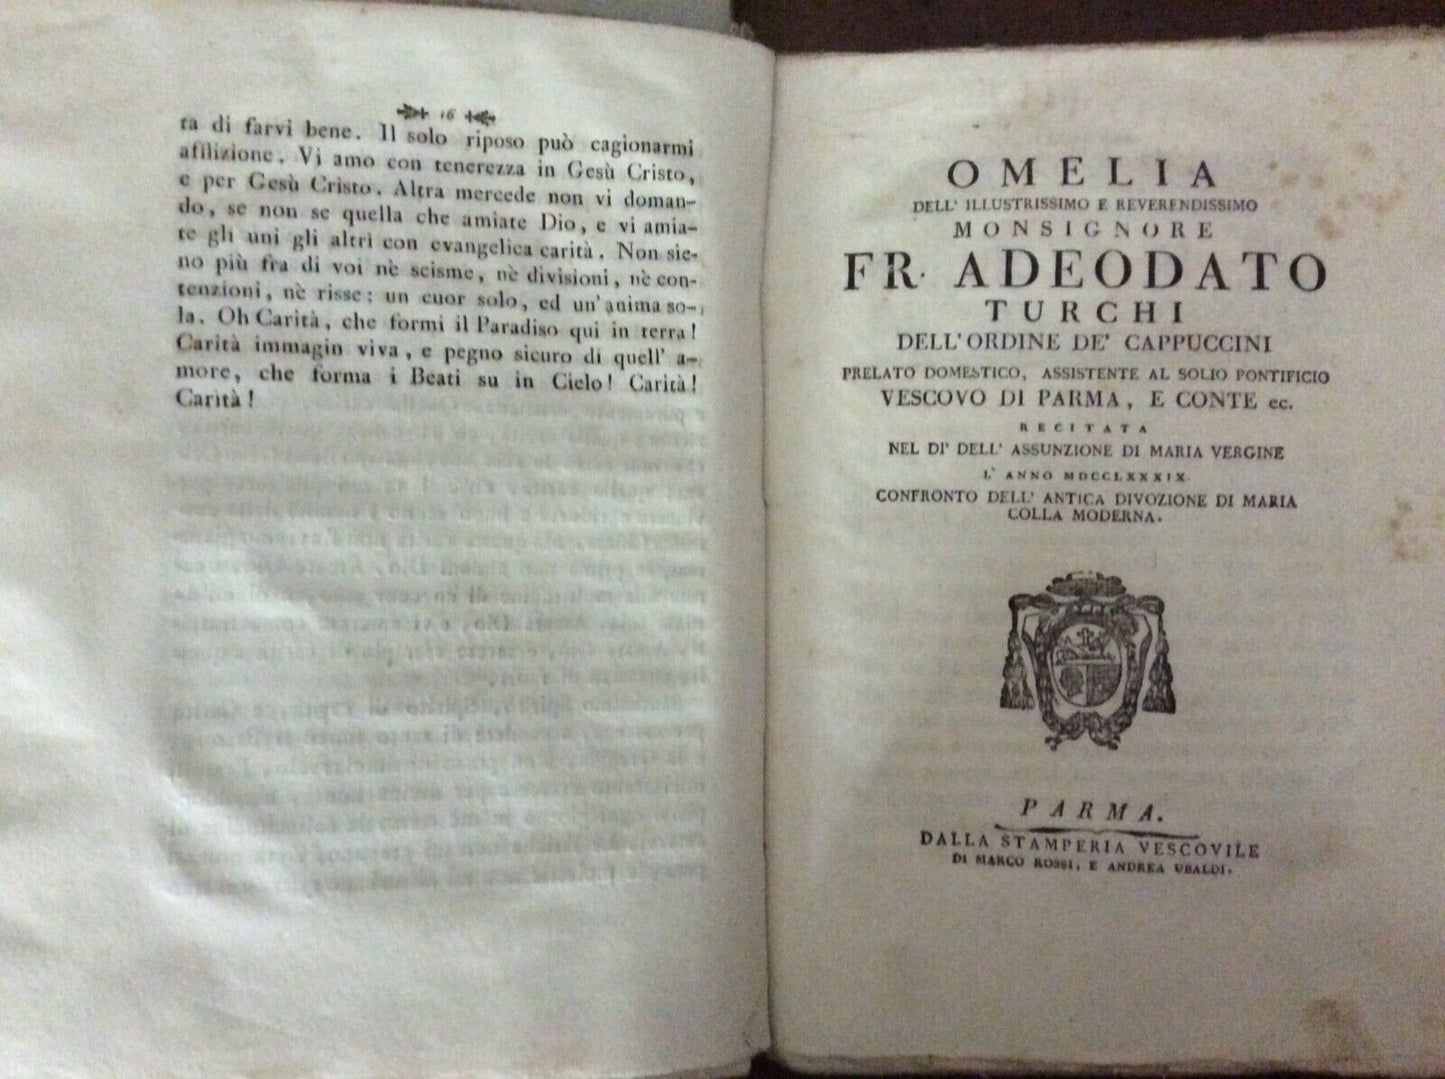 16
ta di farvi bene. Il solo riposo può cagionarmi
afilizione. Vi amo con tenerezza in Gesù Cristo,
e per Gesù Cristo. Altra mercede non vi doman-
do, se non se quella che amiate Dio, e vi amia-
te gli uni gli altri con evangelica carità. Non sie-
no più fra di voi nè scisme, nè divisioni, nè con-
tenzioni, nè risse: un cuor solo, ed un'anima so-
la. Oh Carità, che formi il Paradiso qui in terra!
Carità immagin viva, e pegno sicuro di quell' a-
more, che forma i Beati su in Cielo! Carità!
Carità!
OMELIA
DELL' ILLUSTRISSIMO E REVERENDISSIMO
MONSIGNORE
FR. ADEODATO
TURCHI
DELL'ORDINE DE' CAPPUCCINI
PRELATO DOMESTICO, ASSISTENTE AL SOLIO PONTIFICIO
VESCOVO DI PARMA, E CONTE ec.
RECITATA
NEL DI' DELL' ASSUNZIONE DI MARIA VERGINE
L' ANNO MDCCLXXXIX.
CONFRONTO DELL' ANTICA DIVOZIONE DI MARIA
COLLA MODERNA.
PARMA.
DALLA STAMPERIA VESCOVILE
DI MARCO ROSSI, E ANDREA UBALDI.